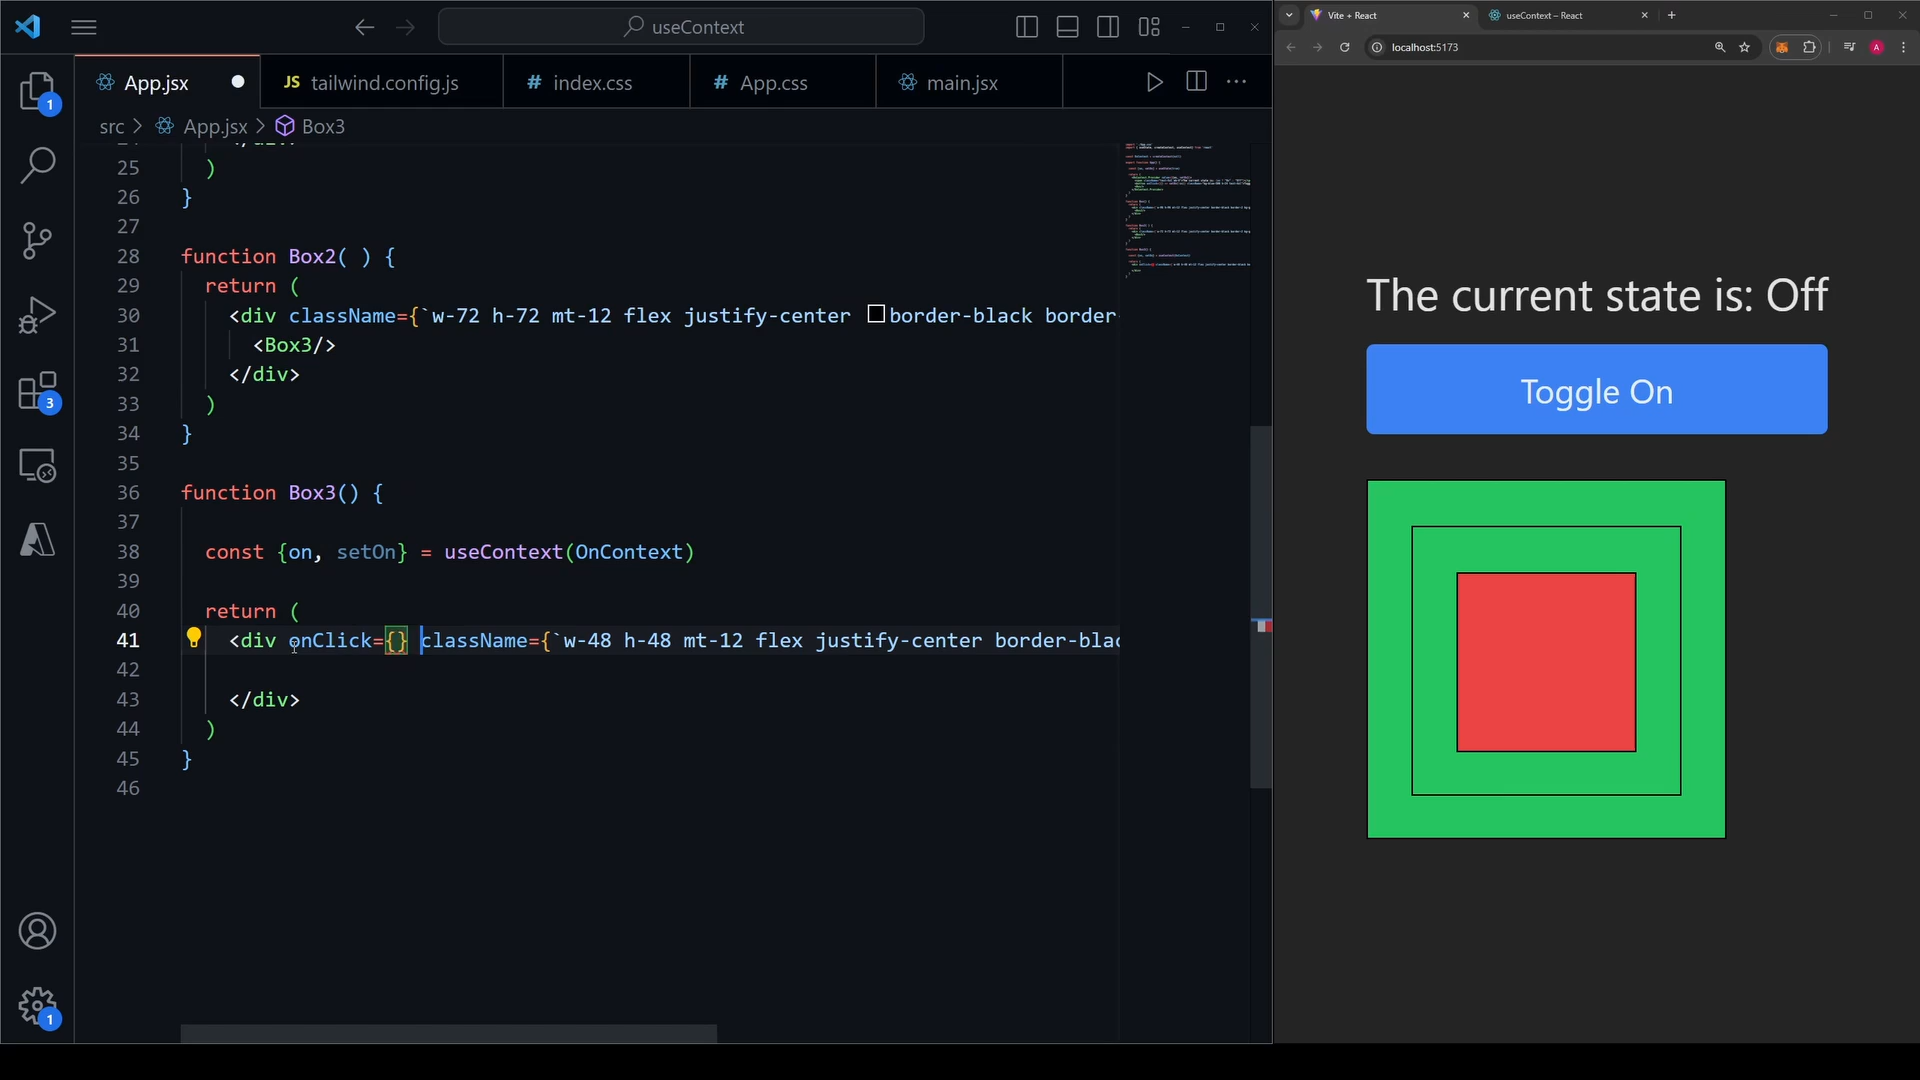 useContext
App.jsx
JS tailwind.config.js
# index.css
# App.css
main.jsx
src > App.jsx > Box3
25 )
26 }
27
28 function Box2( ) {
29 return (
30 <div className={`w-72 h-72 mt-12 flex justify-center border-black border-
31 <Box3/>
32 </div>
33 )
34 }
35
36 function Box3() {
37
38 const {on, setOn} = useContext(OnContext)
39
40 return (
41 <div onClick={} className={`w-48 h-48 mt-12 flex justify-center border-blac
42
43 </div>
44 )
45 }
46
1
3
1
Vite + React
useContext – React
localhost:5173
A
The current state is: Off
Toggle On